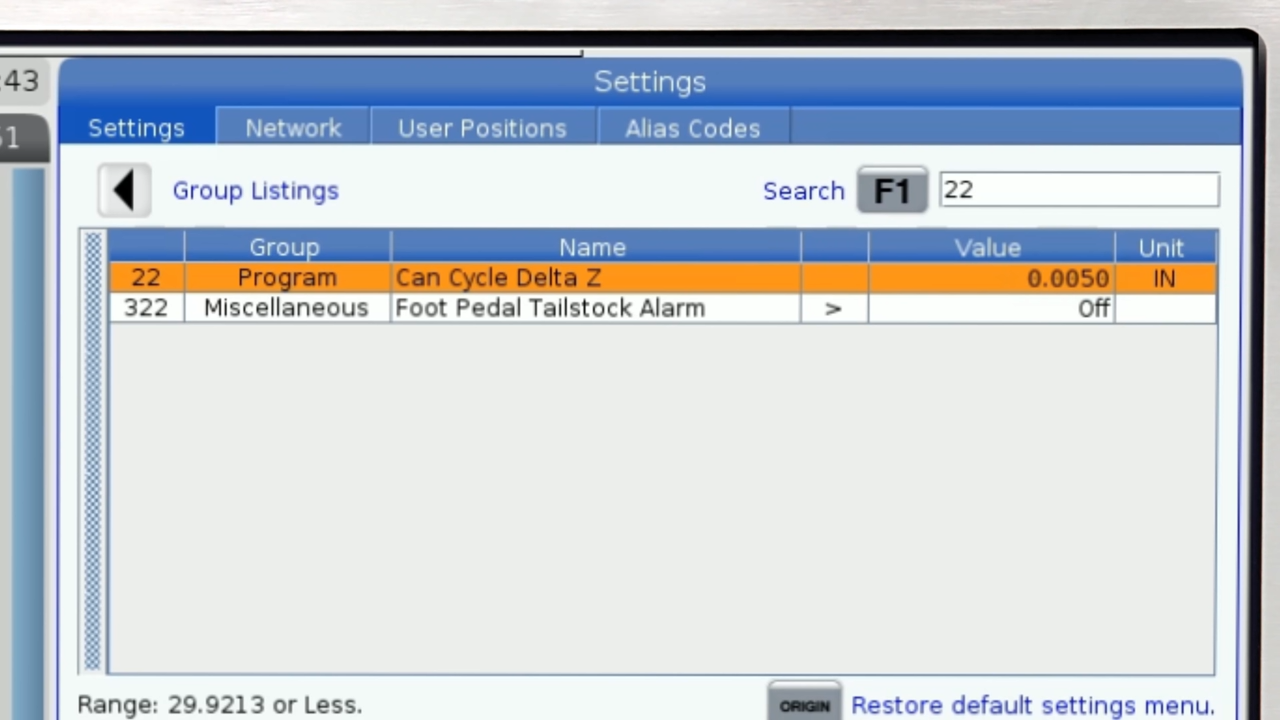 :43
Settings
Settings Network User Positions Alias Codes
51
Group Listings Search F1 22
Group Name Value Unit
22 Program Can Cycle Delta Z 0.0050 IN
322 Miscellaneous Foot Pedal Tailstock Alarm > Off
Range: 29.9213 or Less. ORIGIN Restore default settings menu.